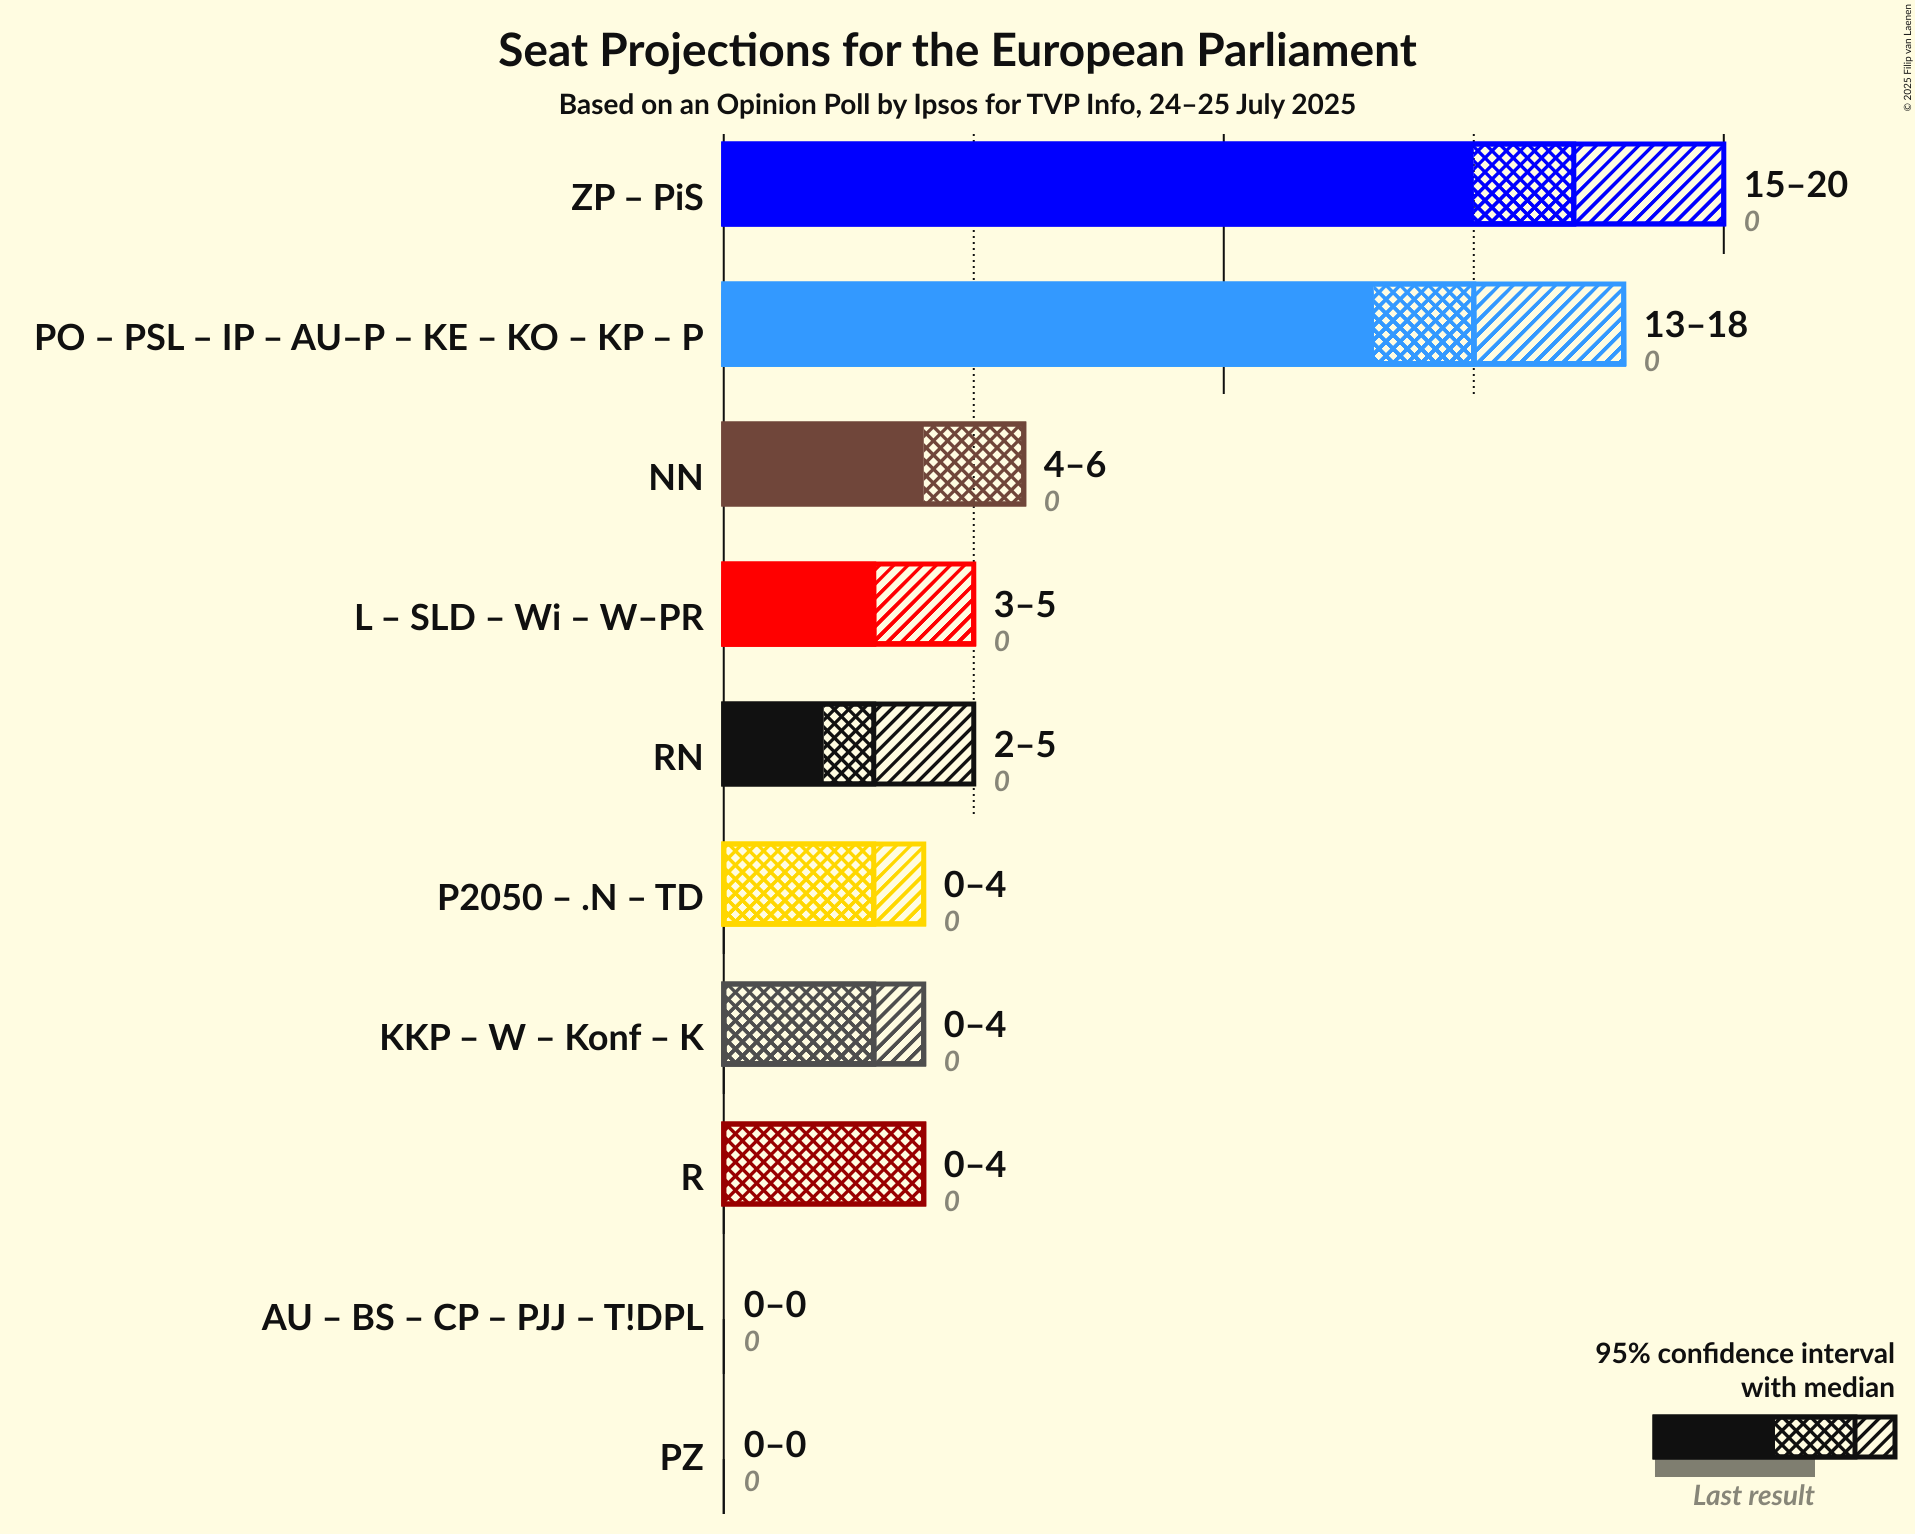 Seat Projections for the European Parliament
Based on an Opinion Poll by Ipsos for TVP Info, 24–25 July 2025
© 2025 Filip van Laenen
ZP – PiS
15–20
0
PO – PSL – IP – AU–P – KE – KO – KP – P
13–18
0
NN
4–6
0
L – SLD – Wi – W–PR
3–5
0
RN
2–5
0
P2050 – .N – TD
0–4
0
KKP – W – Konf – K
0–4
0
R
0–4
0
AU – BS – CP – PJJ – T!DPL
0–0
0
PZ
0–0
0
95% confidence interval
with median
Last result